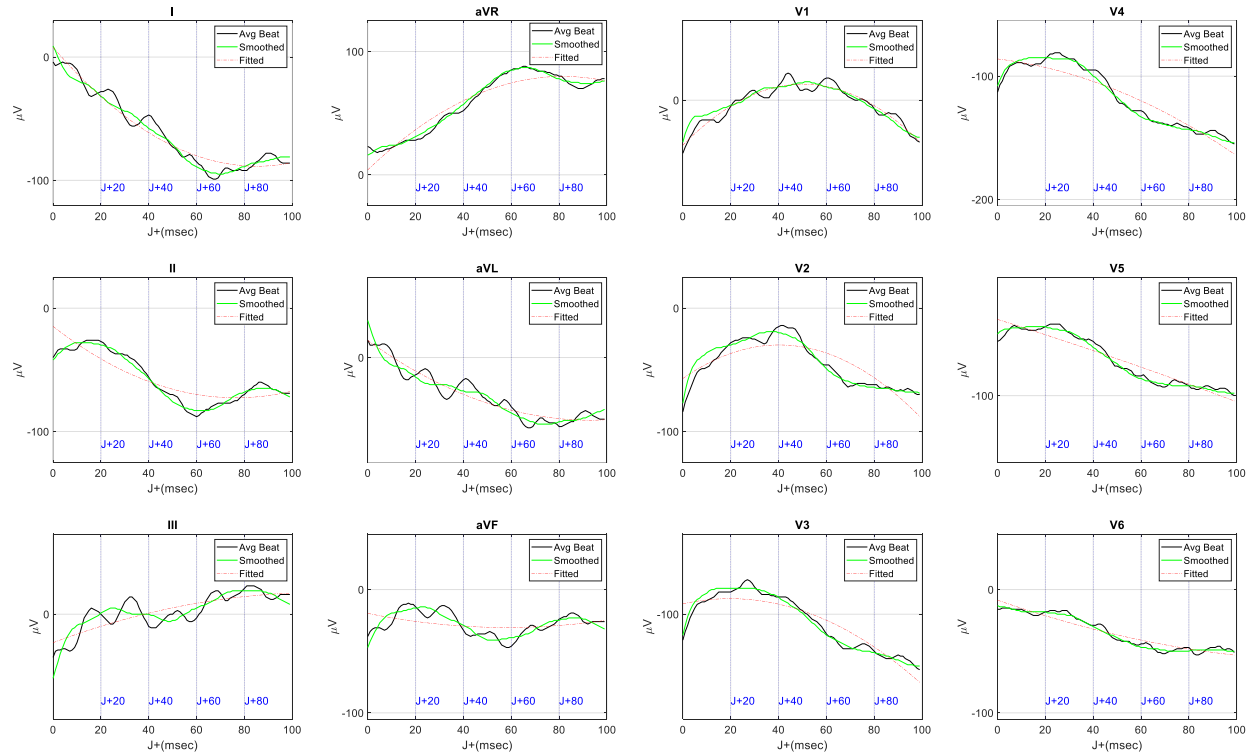 I
0
-100
μV
J+20 J+40 J+60 J+80
0 20 40 60 80 100
J+(msec)
Avg Beat
Smoothed
Fitted
aVR
100
0
μV
J+20 J+40 J+60 J+80
0 20 40 60 80 100
J+(msec)
Avg Beat
Smoothed
Fitted
V1
0
μV
J+20 J+40 J+60 J+80
0 20 40 60 80 100
J+(msec)
Avg Beat
Smoothed
Fitted
V4
-100
-200
μV
J+20 J+40 J+60 J+80
0 20 40 60 80 100
J+(msec)
Avg Beat
Smoothed
Fitted
II
0
-100
μV
J+20 J+40 J+60 J+80
0 20 40 60 80 100
J+(msec)
Avg Beat
Smoothed
Fitted
aVL
0
μV
J+20 J+40 J+60 J+80
0 20 40 60 80 100
J+(msec)
Avg Beat
Smoothed
Fitted
V2
0
-100
μV
J+20 J+40 J+60 J+80
0 20 40 60 80 100
J+(msec)
Avg Beat
Smoothed
Fitted
V5
-100
μV
J+20 J+40 J+60 J+80
0 20 40 60 80 100
J+(msec)
Avg Beat
Smoothed
Fitted
III
0
μV
J+20 J+40 J+60 J+80
0 20 40 60 80 100
J+(msec)
Avg Beat
Smoothed
Fitted
aVF
0
-100
μV
J+20 J+40 J+60 J+80
0 20 40 60 80 100
J+(msec)
Avg Beat
Smoothed
Fitted
V3
-100
μV
J+20 J+40 J+60 J+80
0 20 40 60 80 100
J+(msec)
Avg Beat
Smoothed
Fitted
V6
0
-100
μV
J+20 J+40 J+60 J+80
0 20 40 60 80 100
J+(msec)
Avg Beat
Smoothed
Fitted